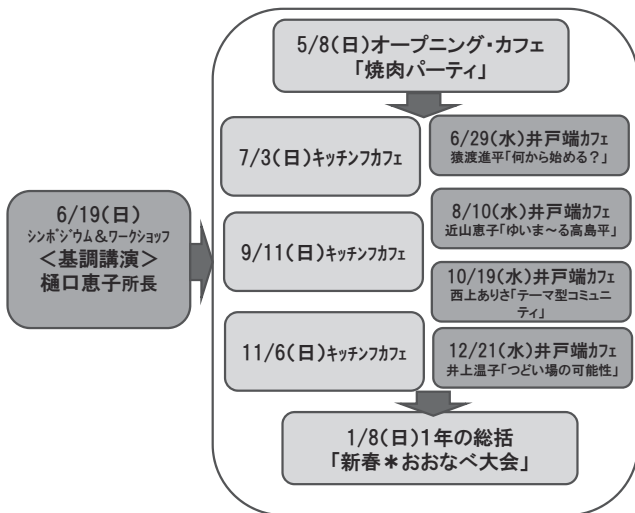 5/8(日)オープニング・カフェ
「焼肉パーティ」
6/19(日)
シンポジウム&ワークショップ
<基調講演>
樋口恵子所長
7/3(日)キッチンフカフェ
6/29(水)井戸端カフェ
猿渡進平「何から始める?」
9/11(日)キッチンフカフェ
8/10(水)井戸端カフェ
近山恵子「ゆいま~る高島平」
10/19(水)井戸端カフェ
西上ありさ「テーマ型コミュニ
ティ」
11/6(日)キッチンフカフェ
12/21(水)井戸端カフェ
井上温子「つどい場の可能性」
1/8(日)1年の総括
「新春*おおなべ大会」